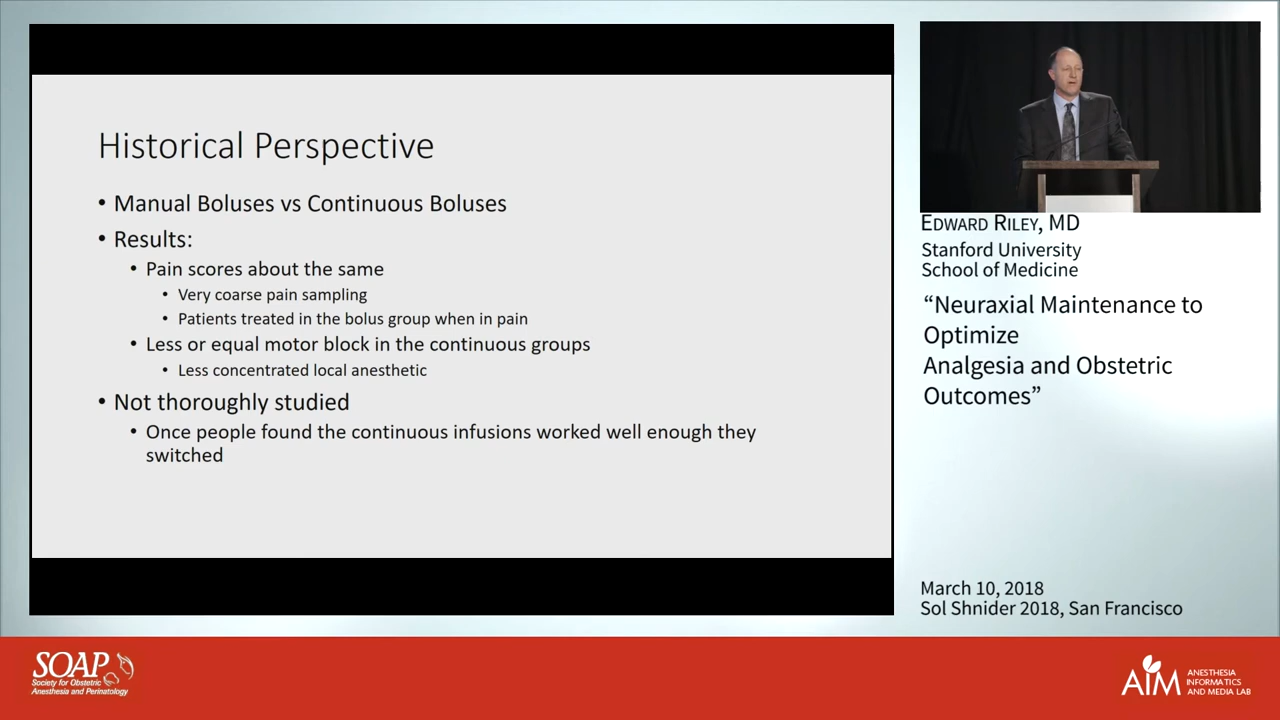 Historical Perspective
• Manual Boluses vs Continuous Boluses
• Results:
• Pain scores about the same
• Very coarse pain sampling
• Patients treated in the bolus group when in pain
• Less or equal motor block in the continuous groups
• Less concentrated local anesthetic
• Not thoroughly studied
• Once people found the continuous infusions worked well enough they
switched
EDWARD RILEY, MD
Stanford University
School of Medicine
“Neuraxial Maintenance to
Optimize
Analgesia and Obstetric
Outcomes”
March 10, 2018
Sol Shnider 2018, San Francisco
SOAP
Society for Obstetric
Anesthesia and Perinatology
AIM
ANESTHESIA
INFORMATICS
AND MEDIA LAB